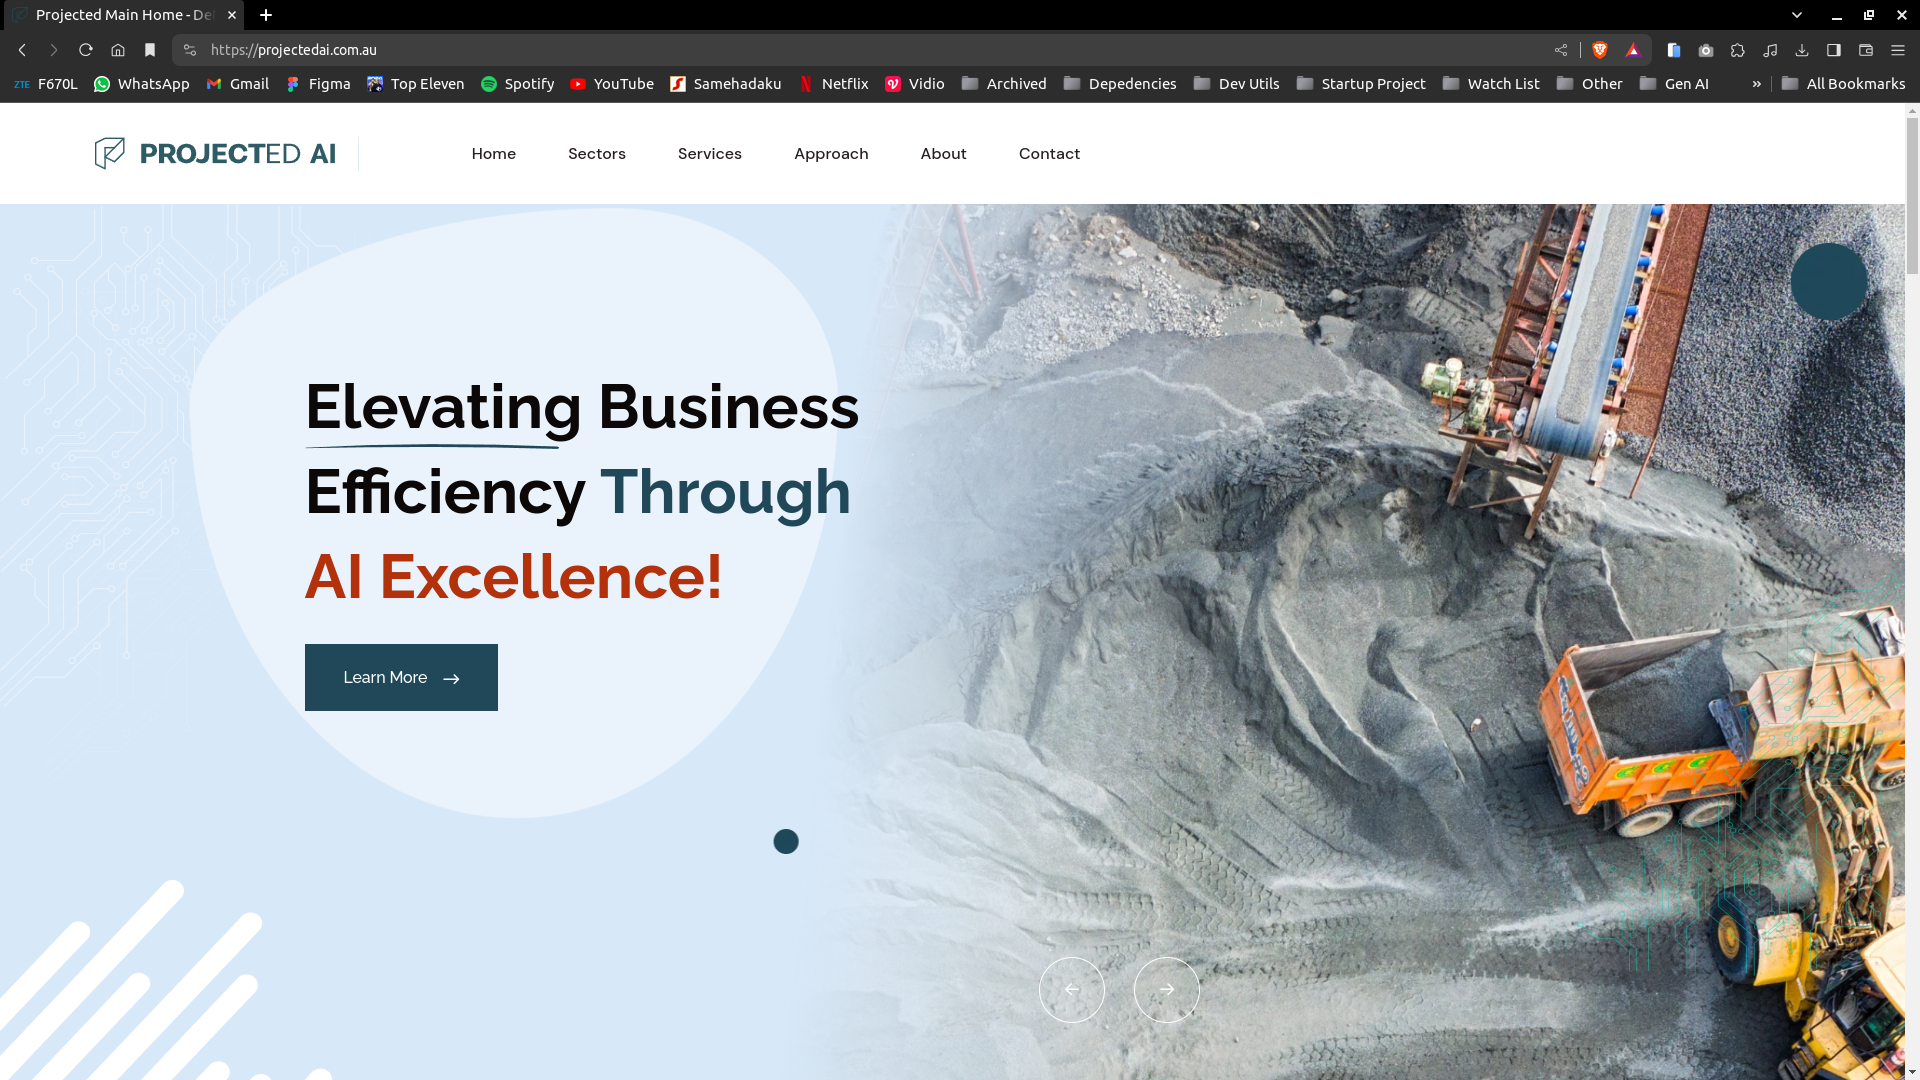 Projected Main Home - De
https://projectedai.com.au
ZTE F670L WhatsApp Gmail Figma Top Eleven Spotify YouTube Samehadaku Netflix Vidio Archived Depedencies Dev Utils Startup Project Watch List Other Gen AI » All Bookmarks
PROJECTED AI Home Sectors Services Approach About Contact
Elevating Business
Efficiency Through
AI Excellence!
Learn More